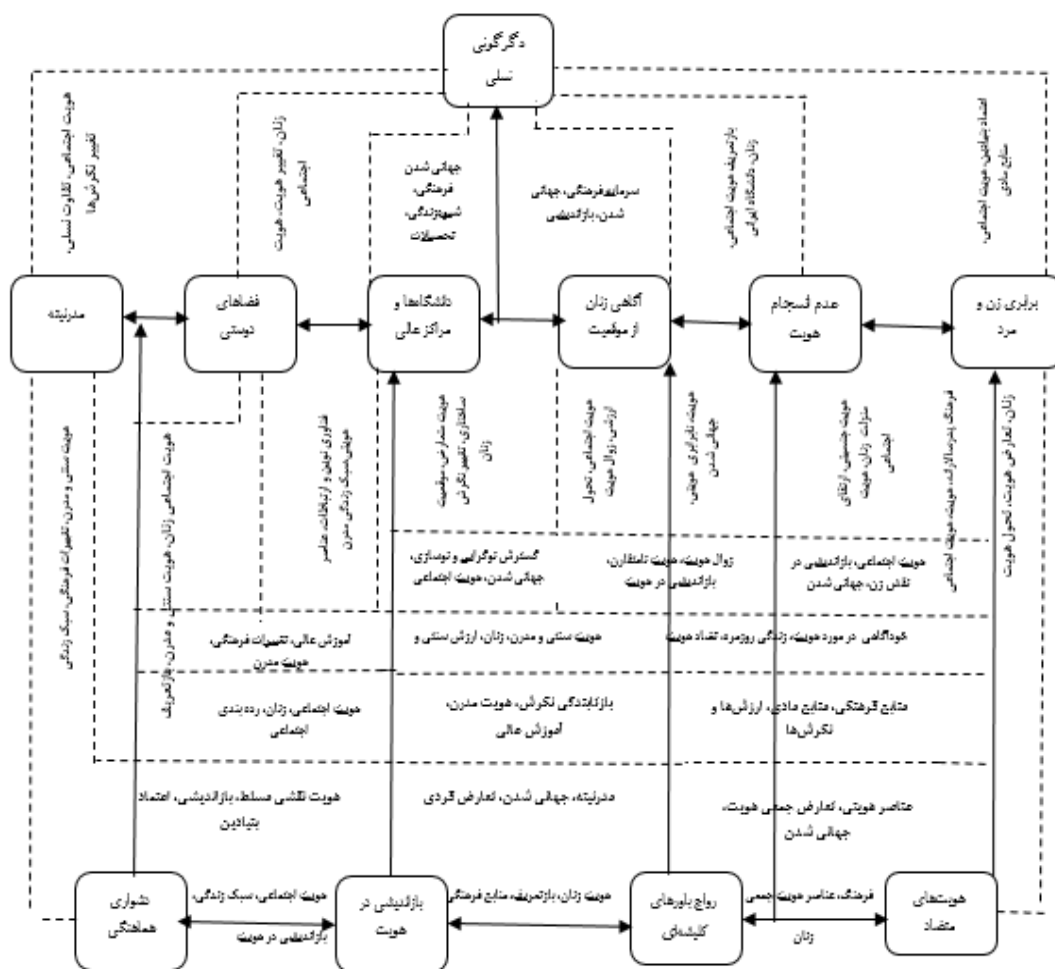 دگرگونی
نسلی
اعتماد بنیادین، هویت اجتماعی،
منابع مادی
زنان، دانشگاه ایرانی
بازتعریف هویت اجتماعی،
سرمایه‌فرهنگی، جهانی
شدن، بازاندیشی
جهانی شدن
فرهنگی،
شیوه‌زندگی،
تحصیلات
زنان، تغییر هویت، هویت
اجتماعی
هویت اجتماعی، تفاوت نسلی،
تغییر نگرش‌ها
برابری زن و
مرد
عدم انسجام
هویت
آگاهی زنان
از موقعیت
دانشگاه‌ها و
مراکز عالی
فضاهای
دوستی
مدرنیته
زنان، تعارض هویت، تحول هویت
فرهنگ پدرسالارانه، هویت، هویت اجتماعی
هویت جنسیتی، ارتقای
منزلت زنان، هویت
اجتماعی
هویت، نابرابری هویتی،
جهانی شدن
هویت اجتماعی، تحول
ارزشی، زوال هویت
هویت متعارض، موقعیت
ساختاری، تغییر نگرش
زنان
فناوری نوین و ارتباطات، عناصر
هویتی، سبک زندگی مدرن
هویت اجتماعی زنان، هویت سنتی و مدرن، بازتعریف
هویت سنتی و مدرن، تغییرات فرهنگی، سبک زندگی
هویت اجتماعی، بازاندیشی در
نقش زن، جهانی شدن
زوال هویت، هویت نامتقارن،
بازاندیشی در هویت
گسترش نوگرایی و نوسازی،
جهانی شدن، هویت اجتماعی
خودآگاهی در مورد هویت، زندگی روزمره، تضاد هویت
هویت سنتی و مدرن، زنان، ارزش سنتی و
آموزش عالی، تغییرات فرهنگی،
هویت مدرن
منابع فرهنگی، منابع مادی، ارزش‌ها و
نگرش‌ها
بازتابندگی نگرش، هویت مدرن،
آموزش عالی
هویت اجتماعی، زنان، رده‌بندی
اجتماعی
عناصر هویتی، تعارض جمعی هویت،
جهانی شدن
مدرنیته، جهانی شدن، تعارض فردی
هویت نقشی مسلط، بازاندیشی، اعتماد
بنیادین
هویت‌های
متضاد
فرهنگ، عناصر هویت جمعی
زنان
رواج باورهای
کلیشه‌ای
هویت زنان، بازتعریف، منابع فرهنگی
بازاندیشی در
هویت
هویت اجتماعی، سبک زندگی،
بازاندیشی در هویت
دشواری
هماهنگی